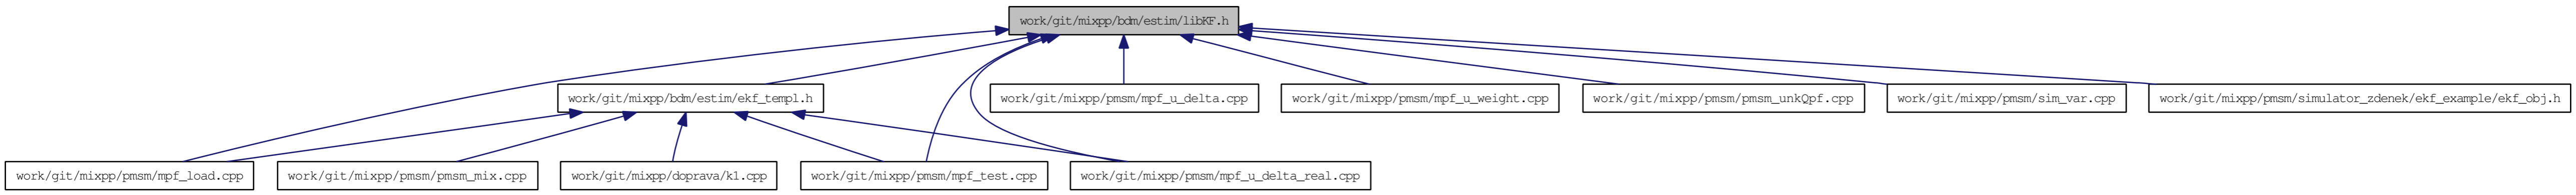 work/git/mixpp/bdm/estim/libKF.h
work/git/mixpp/bdm/estim/ekf_templ.h
work/git/mixpp/pmsm/mpf_u_delta.cpp
work/git/mixpp/pmsm/mpf_u_weight.cpp
work/git/mixpp/pmsm/pmsm_unkQpf.cpp
work/git/mixpp/pmsm/sim_var.cpp
work/git/mixpp/pmsm/simulator_zdenek/ekf_example/ekf_obj.h
work/git/mixpp/pmsm/mpf_load.cpp
work/git/mixpp/pmsm/pmsm_mix.cpp
work/git/mixpp/doprava/k1.cpp
work/git/mixpp/pmsm/mpf_test.cpp
work/git/mixpp/pmsm/mpf_u_delta_real.cpp